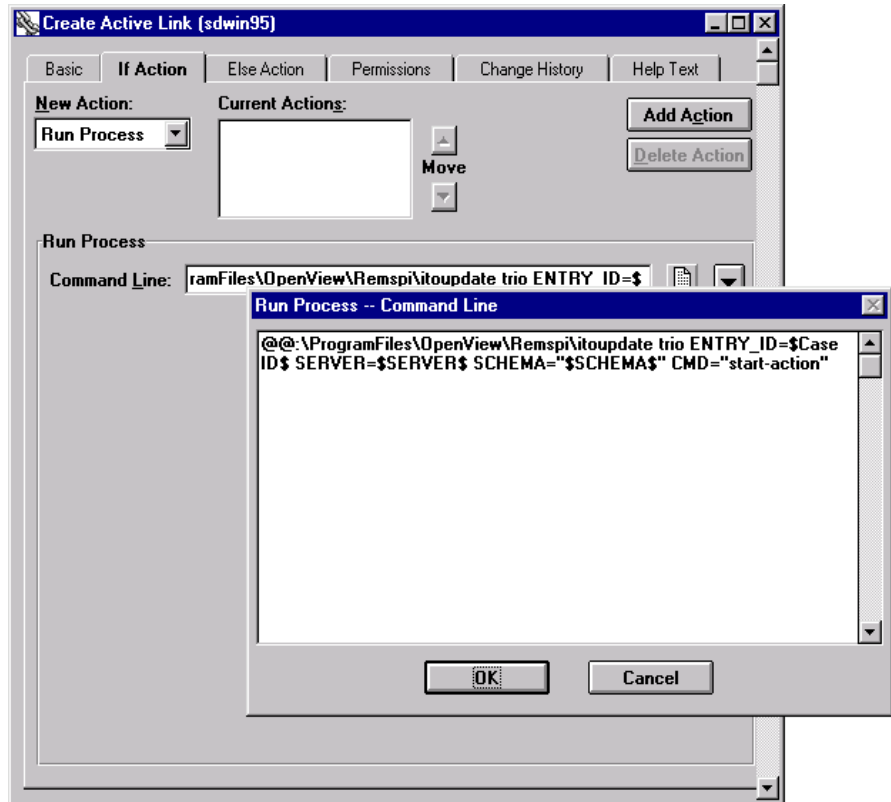 Create Active Link (sdwin95)
Basic If Action Else Action Permissions Change History Help Text
New Action:
Current Actions:
Add Action
Run Process
Delete Action
Move
Run Process
Command Line: ramFiles\OpenView\Remspi\itoupdate trio ENTRY_ID=$
Run Process -- Command Line
@@:\ProgramFiles\OpenView\Remspi\itoupdate trio ENTRY_ID=$Case
ID$ SERVER=$SERVER$ SCHEMA="$SCHEMA$" CMD="start-action"
OK Cancel